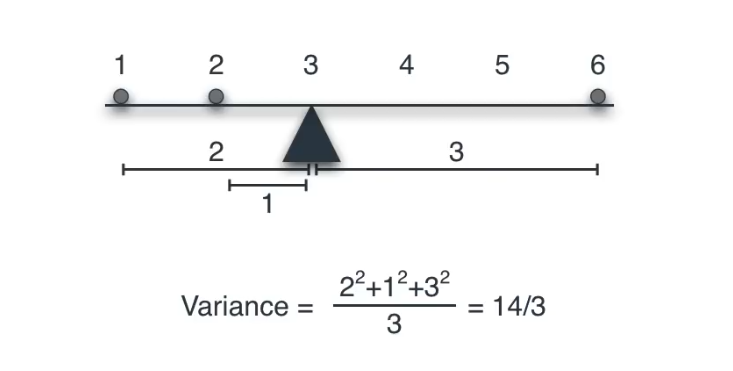 1 2 3 4 5 6
2 3
1
Variance = 2²+1²+3²
3
= 14/3